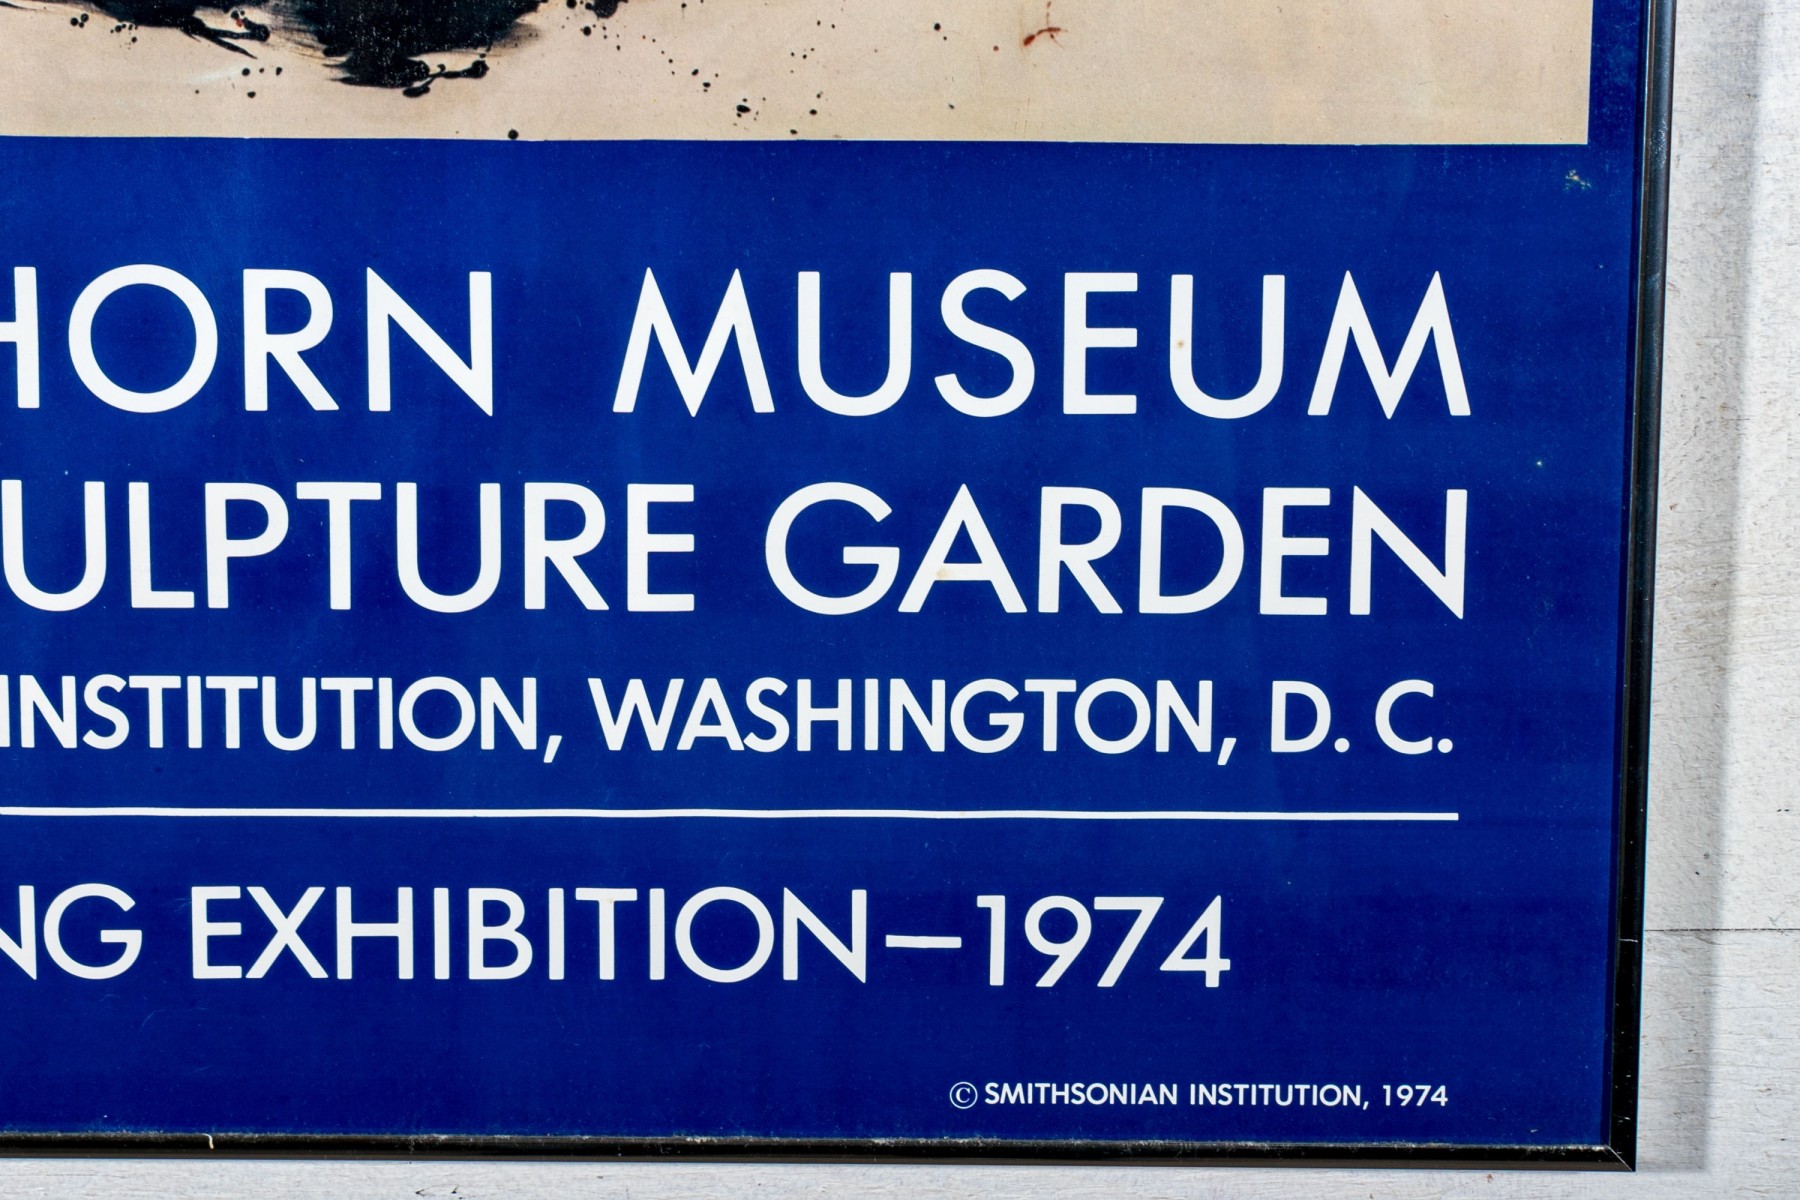 HORN MUSEUM
ULPTURE GARDEN
INSTITUTION, WASHINGTON, D. C.
NG EXHIBITION–1974
© SMITHSONIAN INSTITUTION, 1974